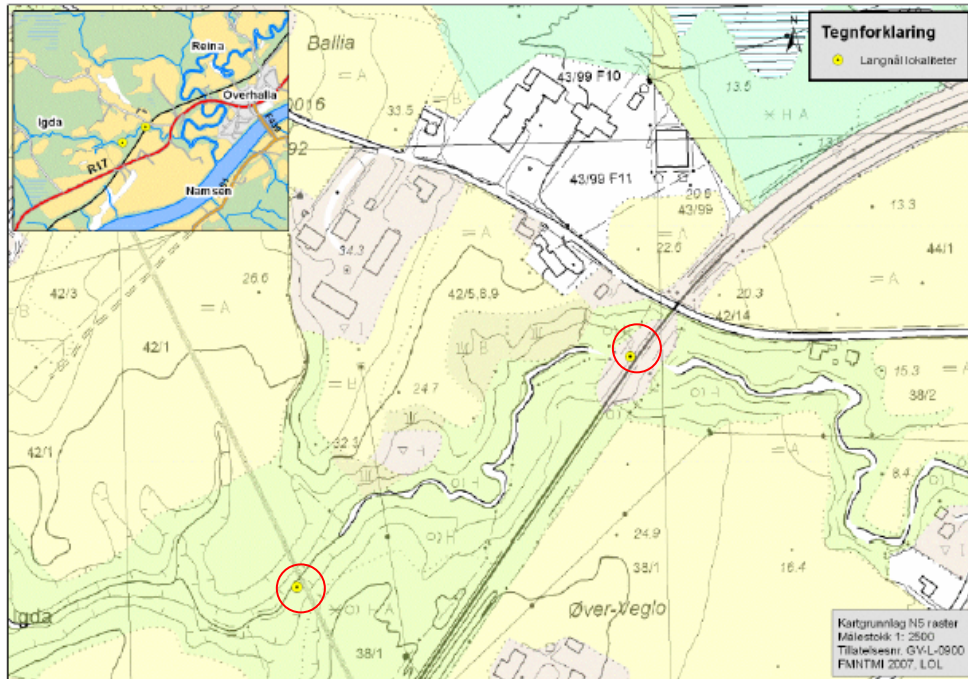 Reina
Overhalla
Igda
R17
Namsen
Ballia
= A
33.5
43/99 F10
43/99 F11
20.6
43/99
13.5
N
Tegnforklaring
Langnål lokaliteter
0016
92
34.3
22.6
13.3
44/1
= A
20.3
42/14
42/3
26.6
= A
42/5,8,9
42/1
24.7
15.3
38/2
42/1
8.4
24.9
38/1
16.4
Øver-Veglo
Igda
38/1
Kartgrunnlag N5 raster
Målestokk 1: 2500
Tillatelsesnr. GV-L-0900
FMNTMI 2007, LOL